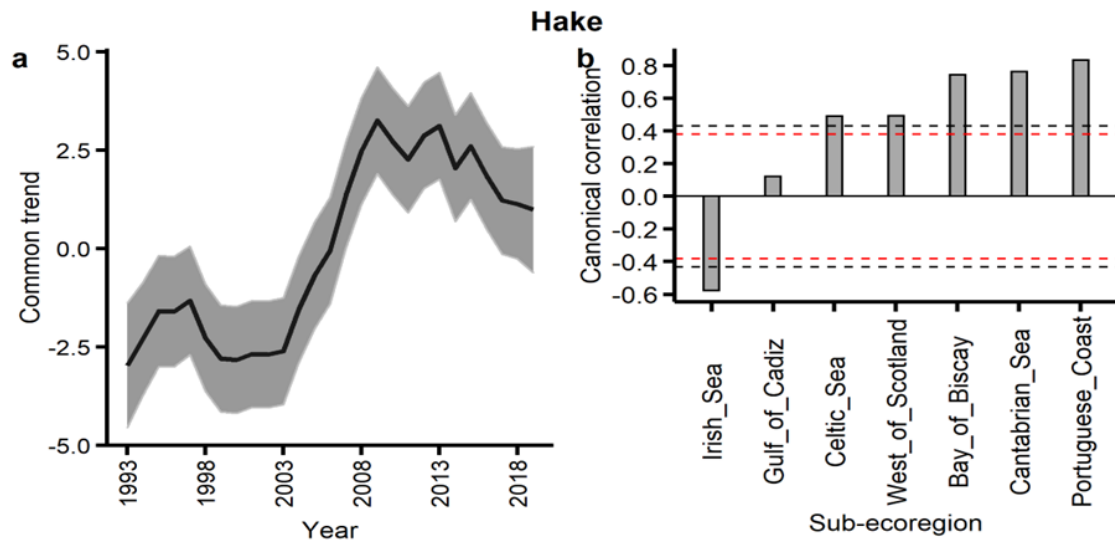 Hake
a
5.0
2.5
0.0
-2.5
-5.0
Common trend
1993
1998
2003
2008
2013
2018
Year
b
0.8
0.6
0.4
0.2
0.0
-0.2
-0.4
-0.6
Canonical correlation
Irish_Sea
Gulf_of_Cadiz
Celtic_Sea
West_of_Scotland
Bay_of_Biscay
Cantabrian_Sea
Portuguese_Coast
Sub-ecoregion